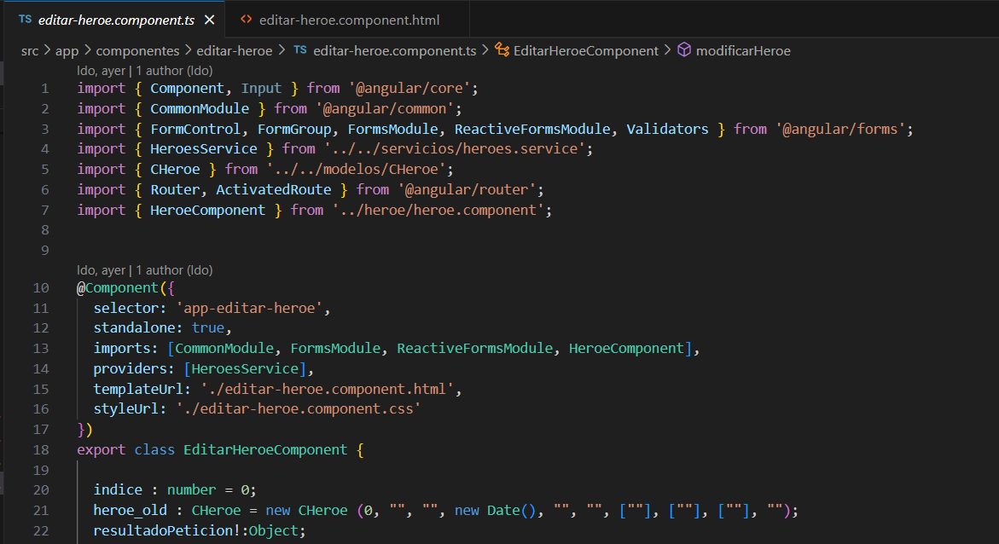 TS editar-heroe.component.ts × <> editar-heroe.component.html
src > app > componentes > editar-heroe > TS editar-heroe.component.ts > EditarHeroeComponent > modificarHeroe
ldo, ayer | 1 author (ldo)
1 import { Component, Input } from '@angular/core';
2 import { CommonModule } from '@angular/common';
3 import { FormControl, FormGroup, FormsModule, ReactiveFormsModule, Validators } from '@angular/forms';
4 import { HeroesService } from '../../servicios/heroes.service';
5 import { CHeroe } from '../../modelos/CHeroe';
6 import { Router, ActivatedRoute } from '@angular/router';
7 import { HeroeComponent } from '../heroe/heroe.component';
8
9
ldo, ayer | 1 author (ldo)
10 @Component({
11 selector: 'app-editar-heroe',
12 standalone: true,
13 imports: [CommonModule, FormsModule, ReactiveFormsModule, HeroeComponent],
14 providers: [HeroesService],
15 templateUrl: './editar-heroe.component.html',
16 styleUrl: './editar-heroe.component.css'
17 })
18 export class EditarHeroeComponent {
19
20 indice : number = 0;
21 heroe_old : CHeroe = new CHeroe (0, "", "", new Date(), "", "", [""], [""], [""], "");
22 resultadoPeticion!:Object;